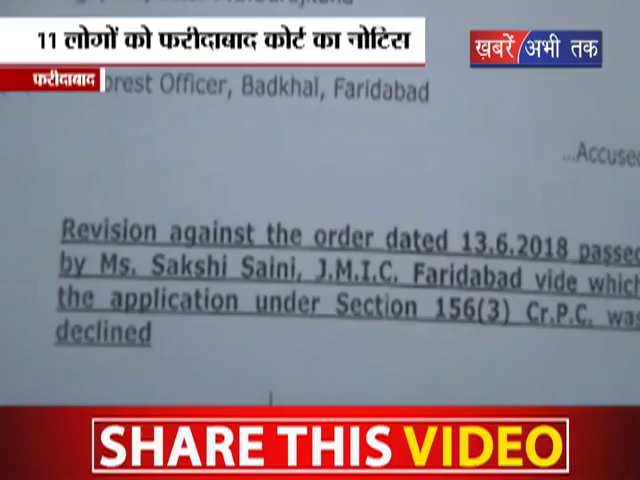 11 लोगों को फरीदाबाद कोर्ट का नोटिस
ख़बरें अभी तक
फरीदाबाद
Forest Officer, Badkhal, Faridabad
...Accused
Revision against the order dated 13.6.2018 passed
by Ms. Sakshi Saini, J.M.I.C. Faridabad vide which
the application under Section 156(3) Cr.P.C. was
declined
SHARE THIS VIDEO